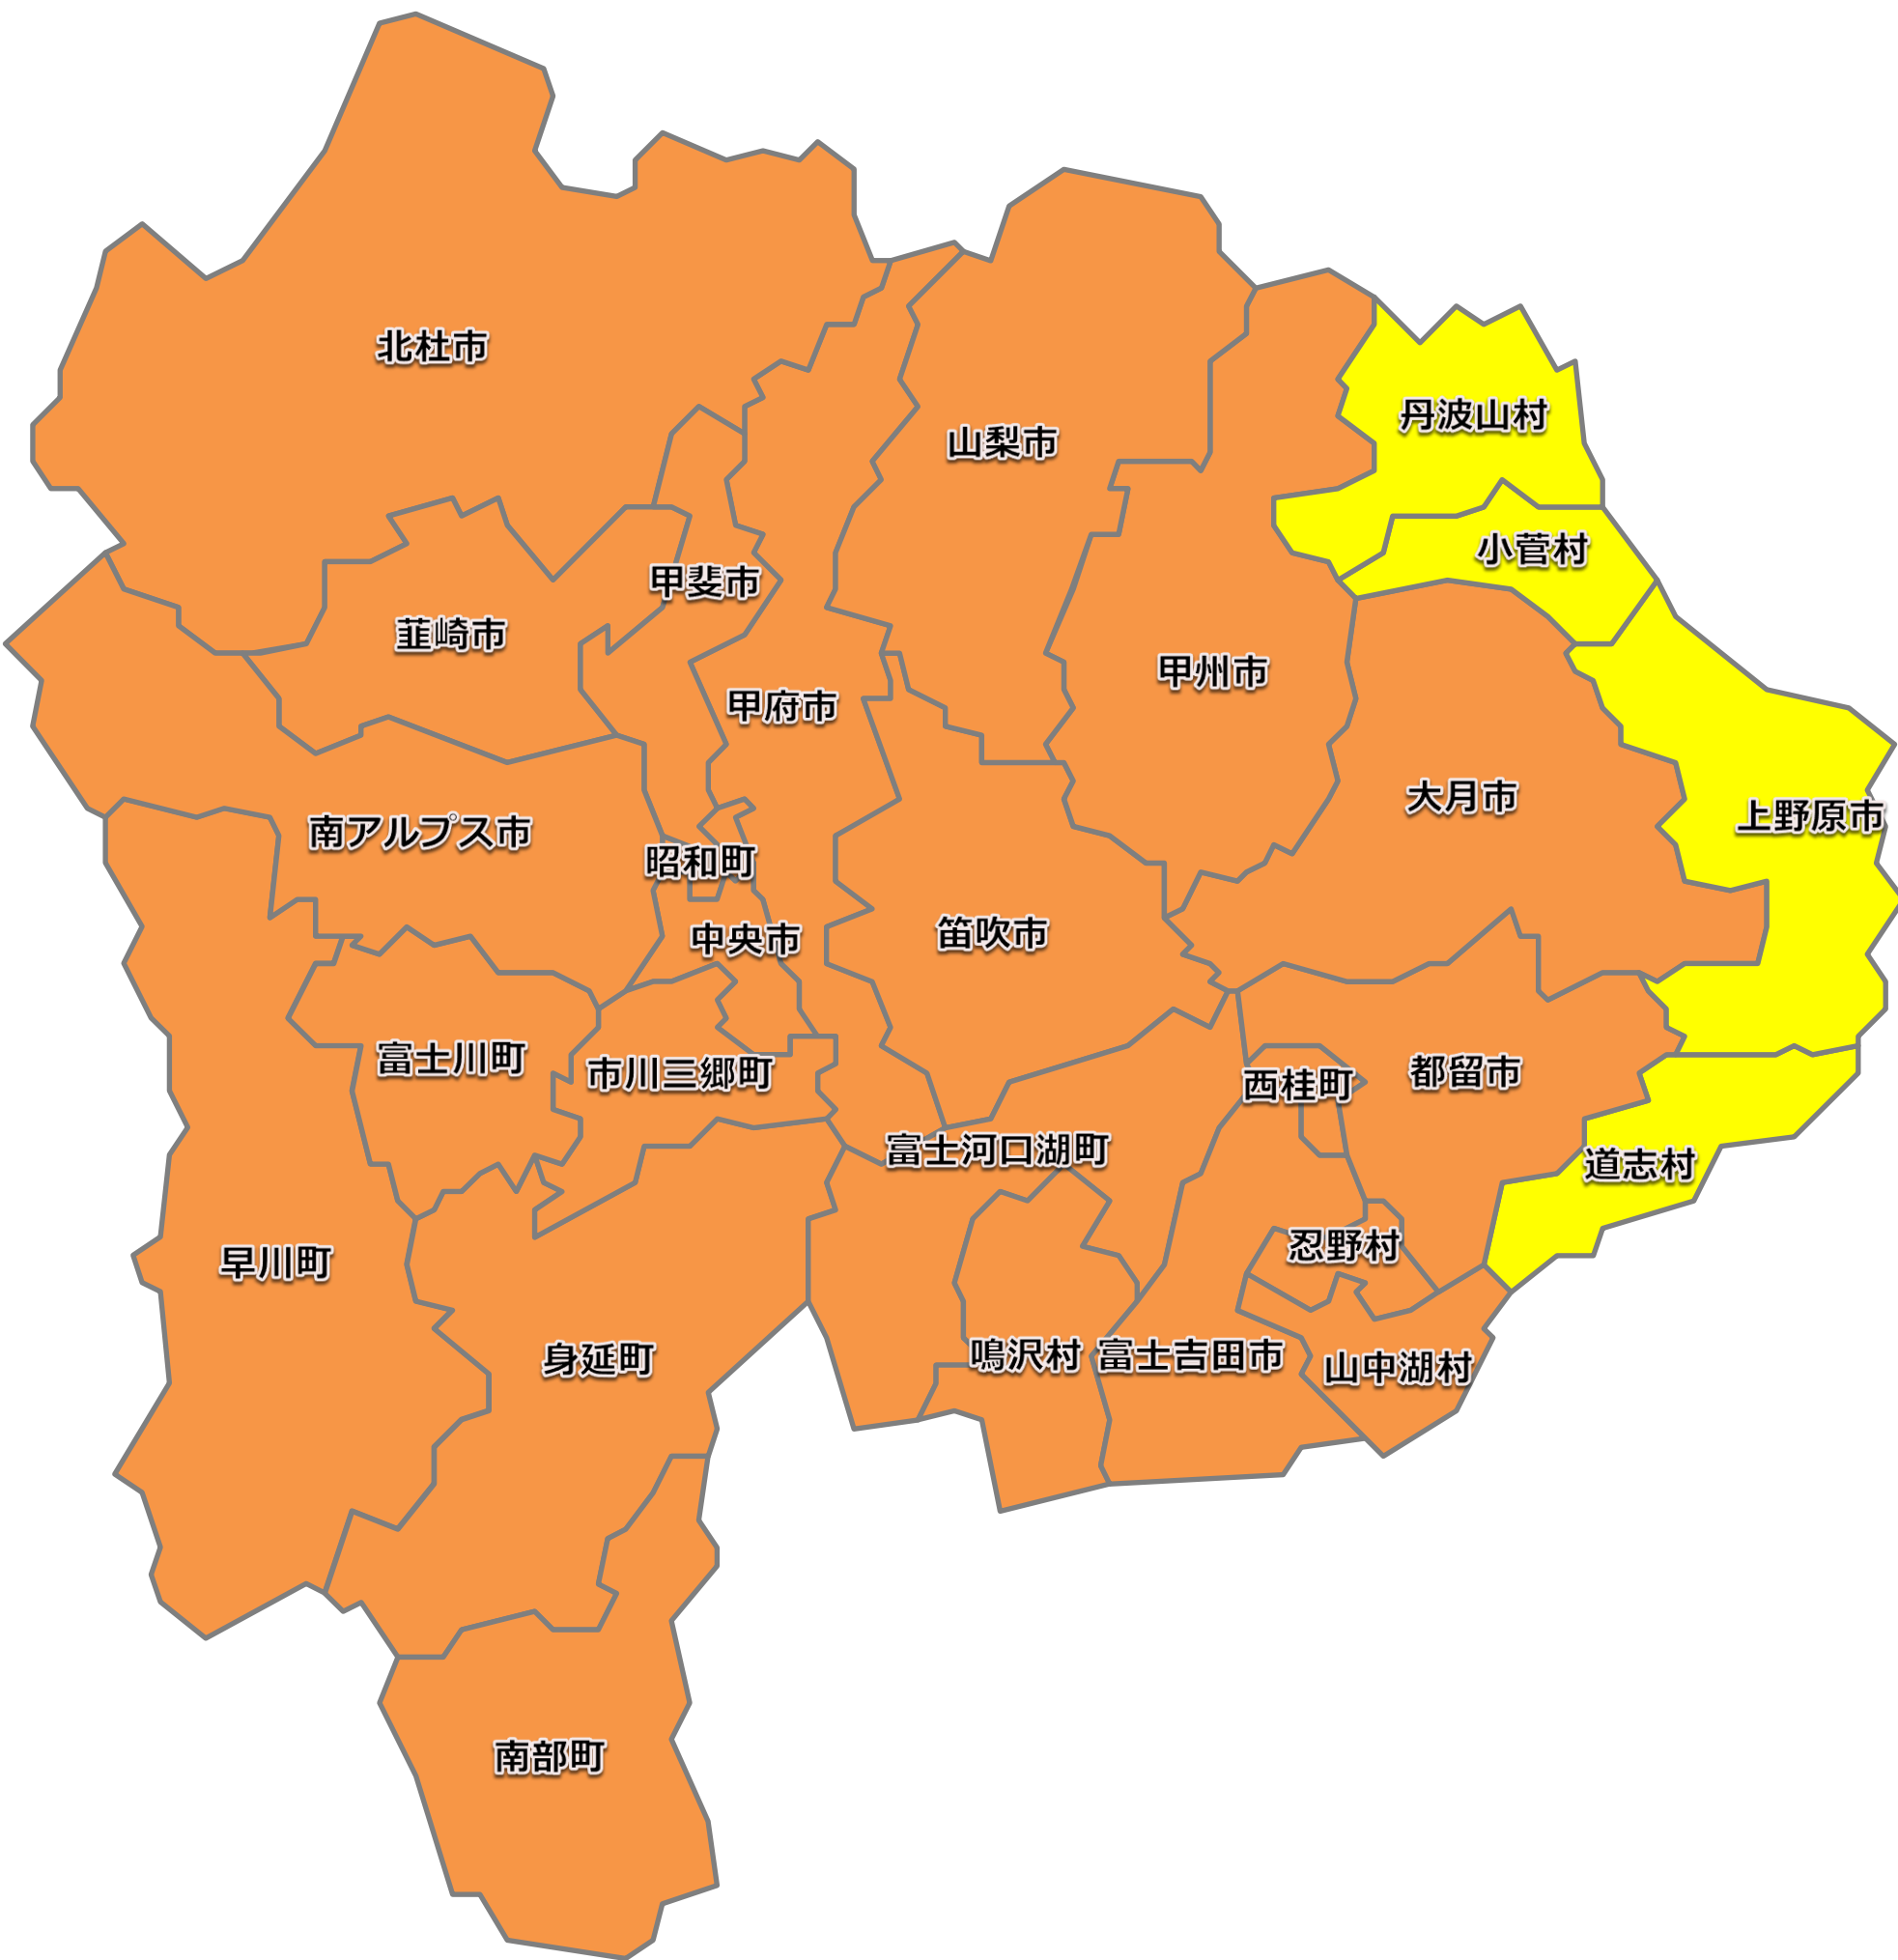 北杜市
丹波山村
山梨市
小菅村
甲斐市
韮崎市
甲州市
甲府市
大月市
上野原市
南アルプス市
昭和町
笛吹市
中央市
富士川町
市川三郷町
都留市
西桂町
富士河口湖町
道志村
忍野村
早川町
鳴沢村
富士吉田市
身延町
山中湖村
南部町